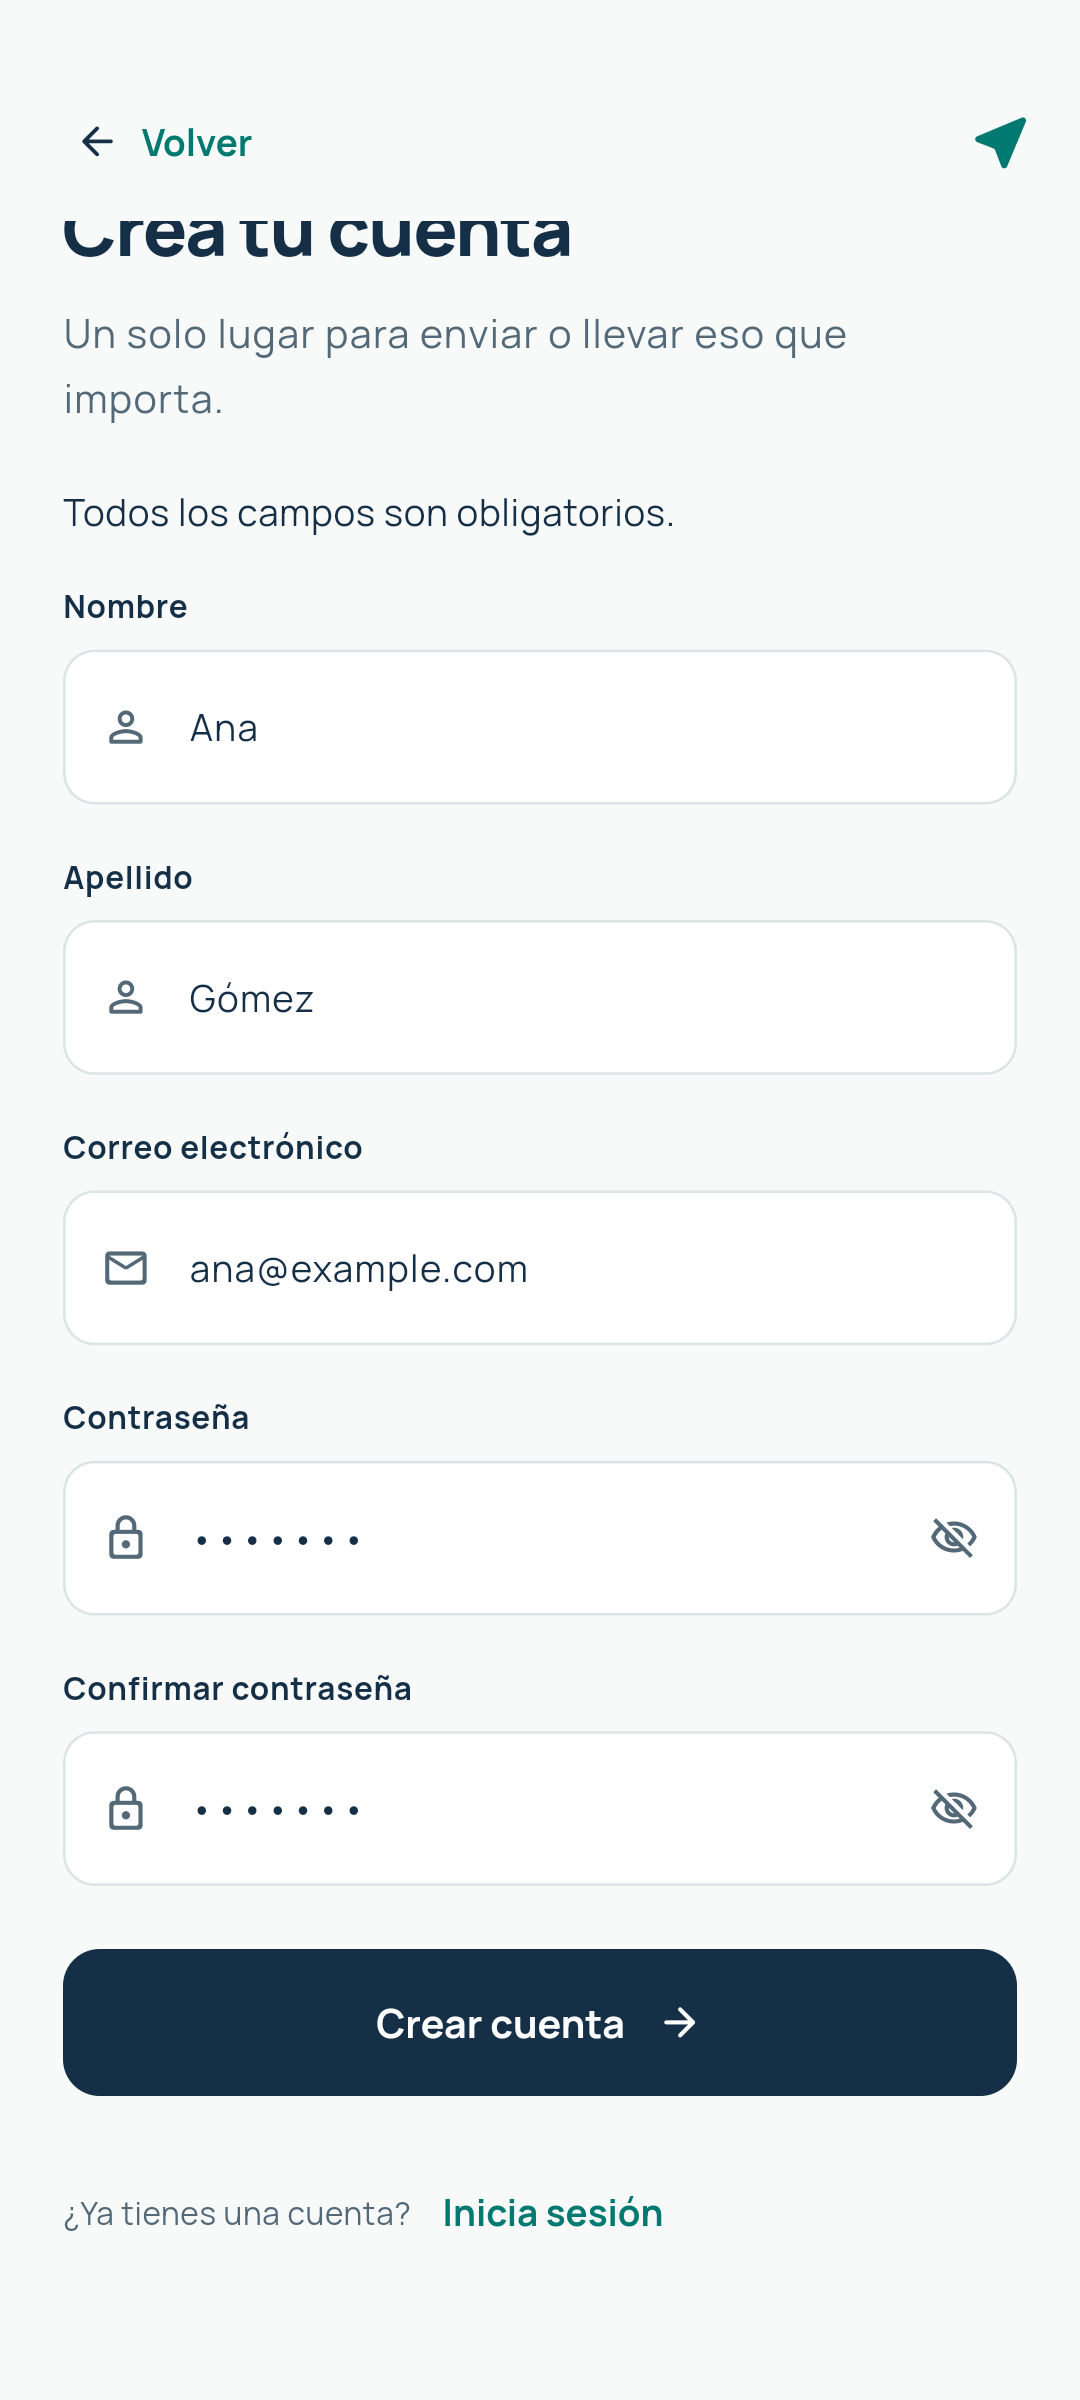 Volver
Crea tu cuenta
Un solo lugar para enviar o llevar eso que
importa.
Todos los campos son obligatorios.
Nombre
Ana
Apellido
Gómez
Correo electrónico
ana@example.com
Contraseña
•••••••
Confirmar contraseña
•••••••
Crear cuenta
¿Ya tienes una cuenta? Inicia sesión